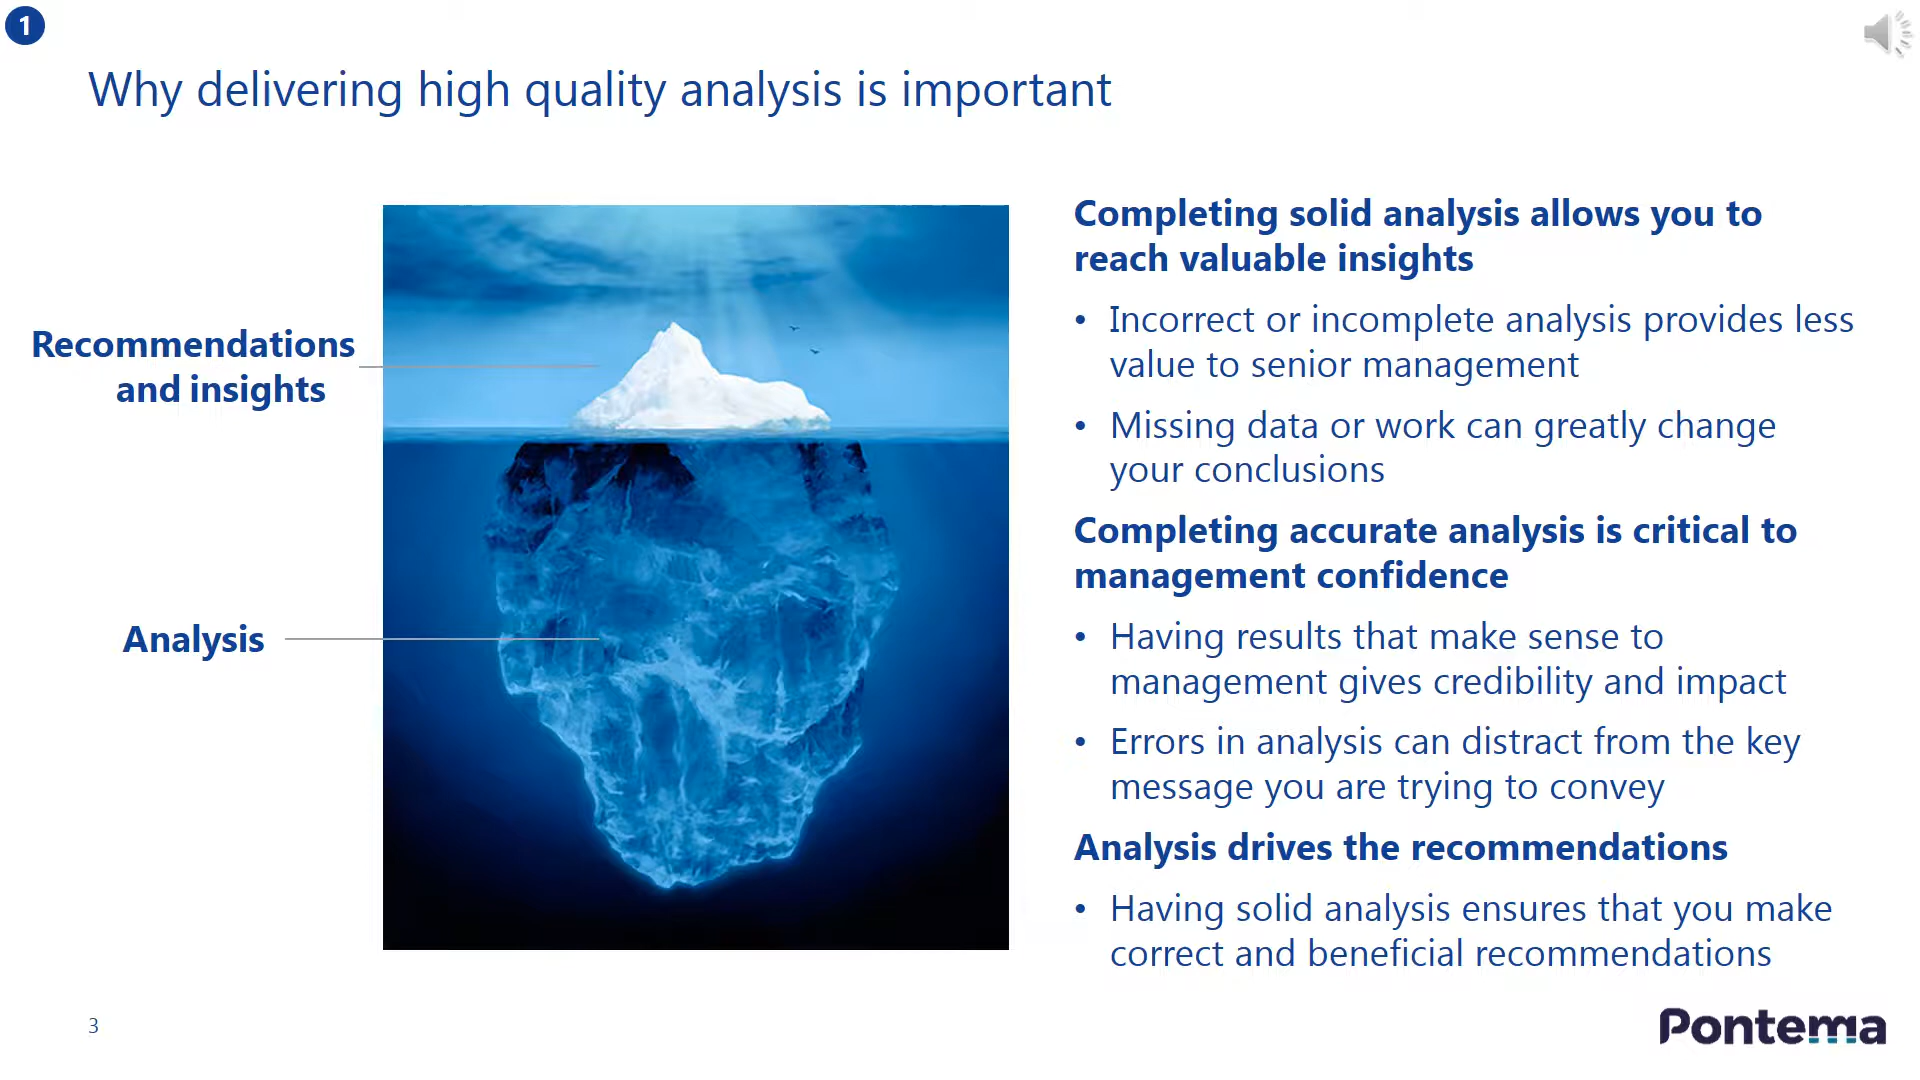 1
Why delivering high quality analysis is important
Recommendations
and insights
Analysis
Completing solid analysis allows you to
reach valuable insights
• Incorrect or incomplete analysis provides less
value to senior management
• Missing data or work can greatly change
your conclusions
Completing accurate analysis is critical to
management confidence
• Having results that make sense to
management gives credibility and impact
• Errors in analysis can distract from the key
message you are trying to convey
Analysis drives the recommendations
• Having solid analysis ensures that you make
correct and beneficial recommendations
3
Pontema